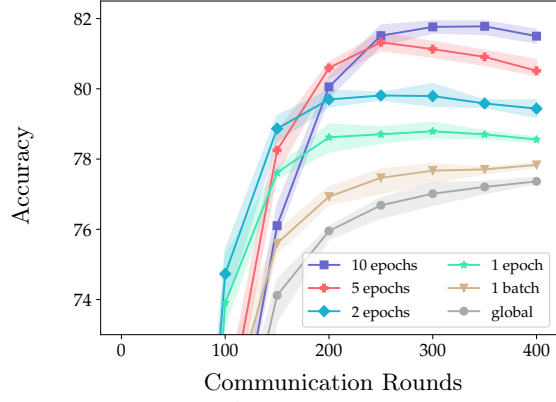 82
80
78
76
74
Accuracy
10 epochs
5 epochs
2 epochs
1 epoch
1 batch
global
0 100 200 300 400
Communication Rounds